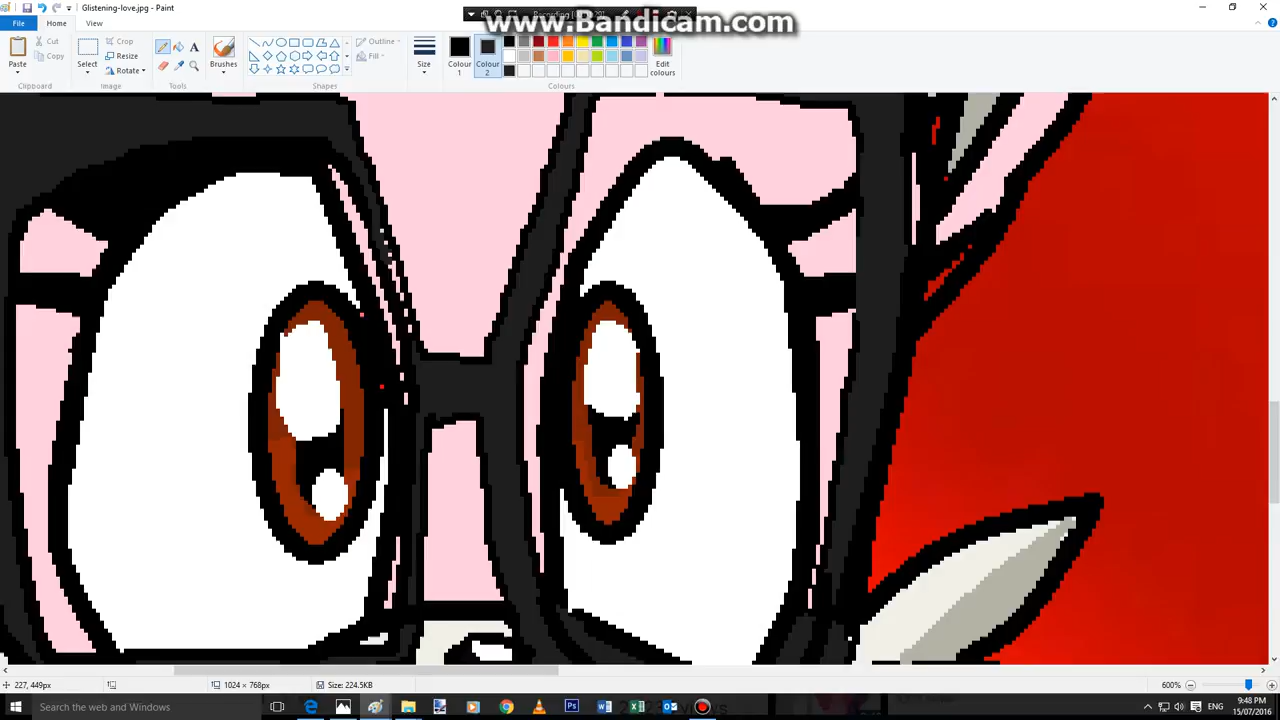 Glistening-love.jpg - Paint
www.Bandicam.com
File
Home
View
Paste
Cut
Copy
Select
Crop
Resize
Rotate
Brushes
Outline
Fill
Size
Colour 1
Colour 2
Edit colours
Clipboard
Image
Tools
Shapes
Colours
227, 449px
1024 × 768px
Size: 224.5KB
600%
Search the web and Windows
ENG
9:48 PM
15/07/2016